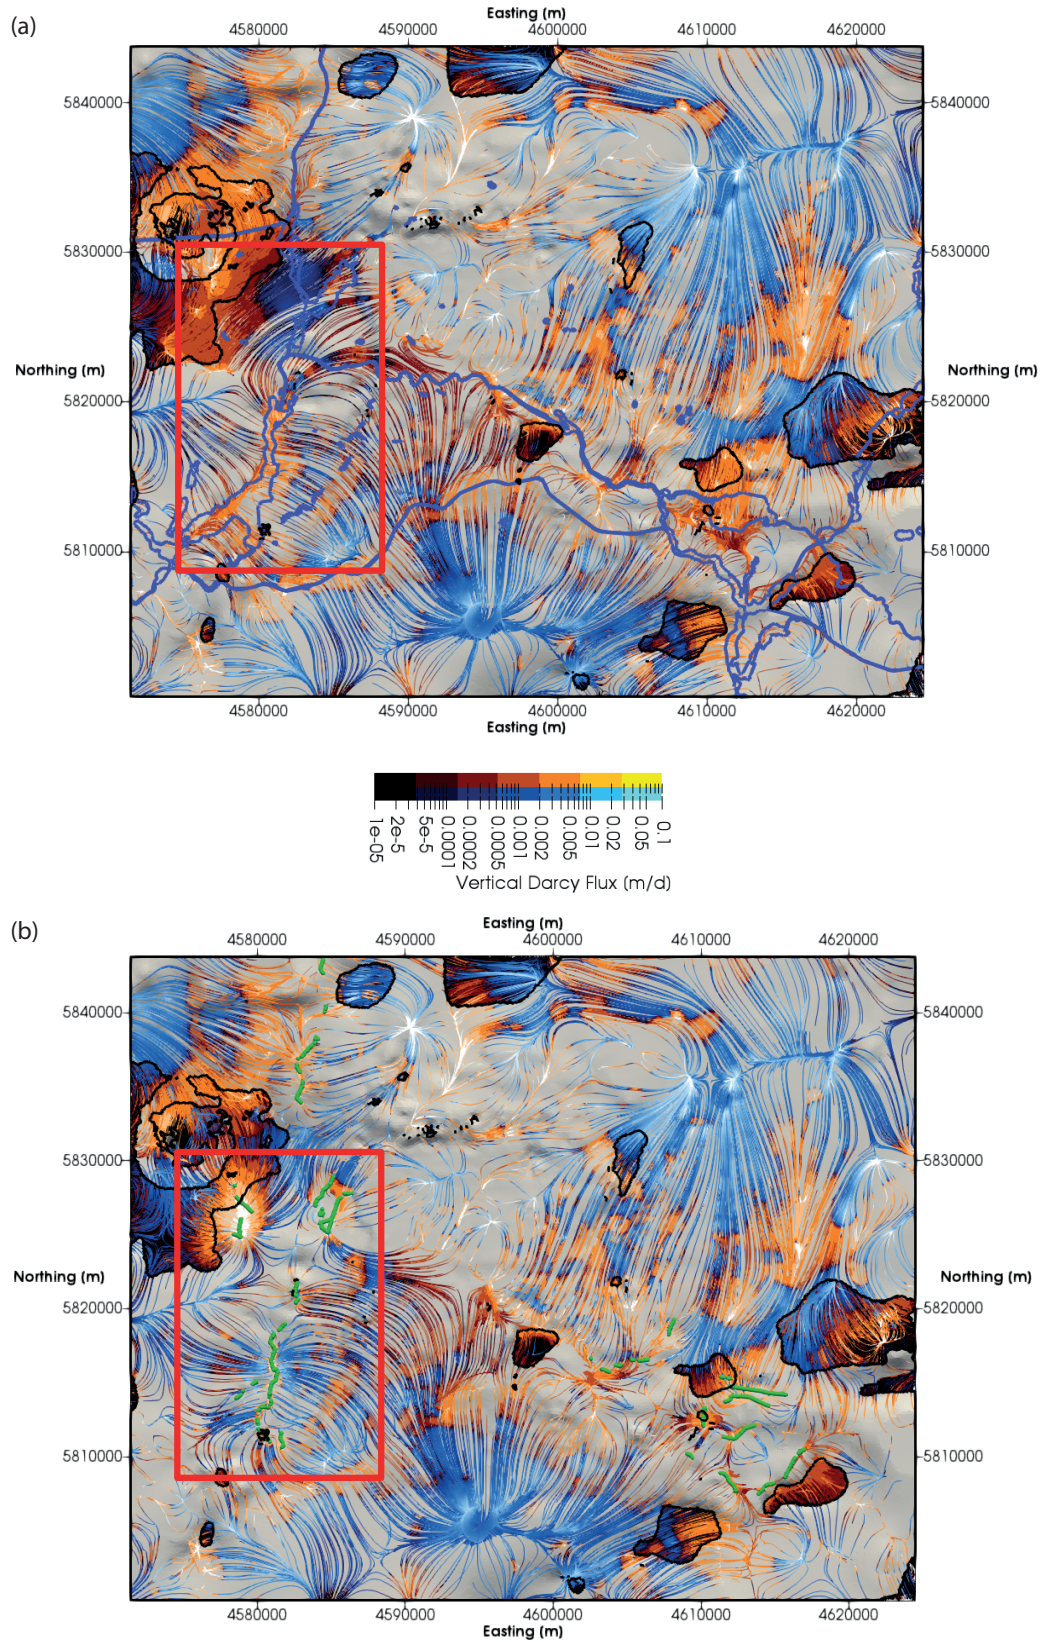 (a)
Easting (m)
4580000 4590000 4600000 4610000 4620000
5840000 5840000
5830000 5830000
Northing (m) Northing (m)
5820000 5820000
5810000 5810000
4580000 4590000 4600000 4610000 4620000
Easting (m)
1e-05 2e-5 5e-5 0.0001 0.0002 0.0005 0.001 0.002 0.005 0.01 0.02 0.05 0.1
Vertical Darcy Flux (m/d)
(b)
Easting (m)
4580000 4590000 4600000 4610000 4620000
5840000 5840000
5830000 5830000
Northing (m) Northing (m)
5820000 5820000
5810000 5810000
4580000 4590000 4600000 4610000 4620000
Easting (m)